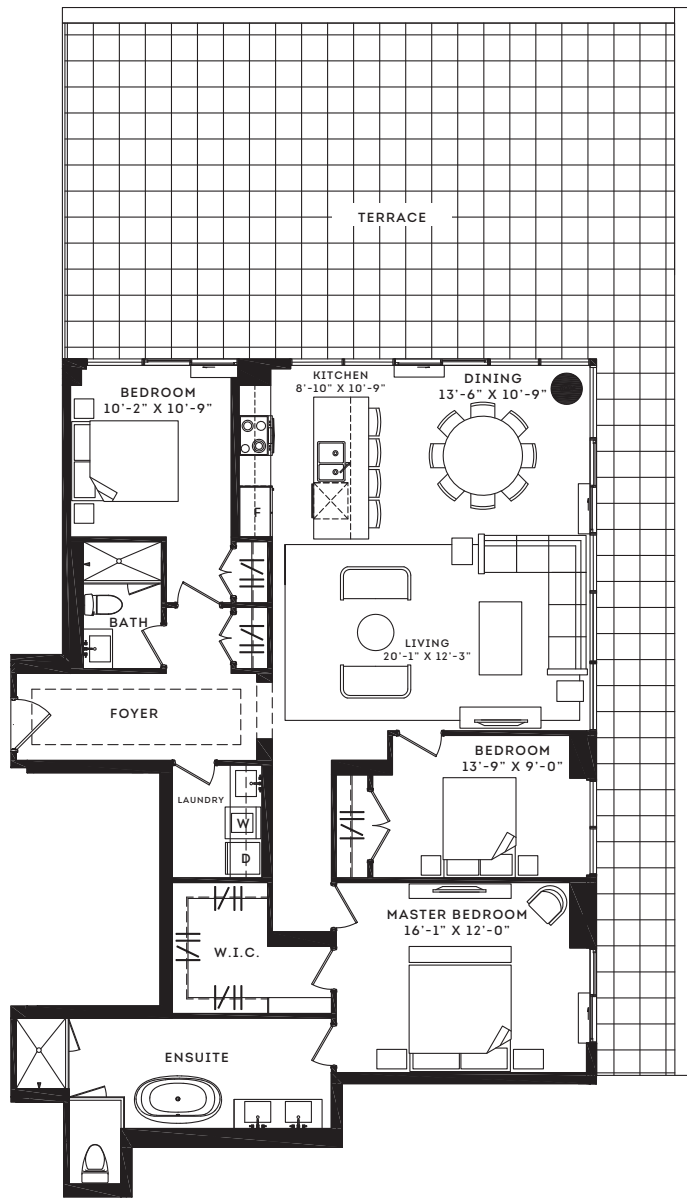 TERRACE
KITCHEN
8'-10" X 10'-9"
DINING
13'-6" X 10'-9"
BEDROOM
10'-2" X 10'-9"
F
BATH
LIVING
20'-1" X 12'-3"
FOYER
BEDROOM
13'-9" X 9'-0"
LAUNDRY
W
D
MASTER BEDROOM
16'-1" X 12'-0"
W.I.C.
ENSUITE